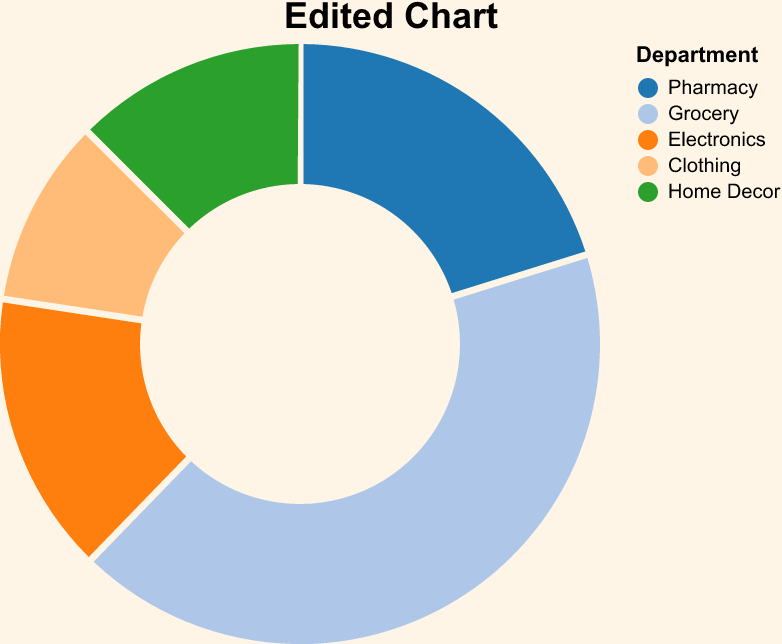 Edited Chart
Department
Pharmacy
Grocery
Electronics
Clothing
Home Decor